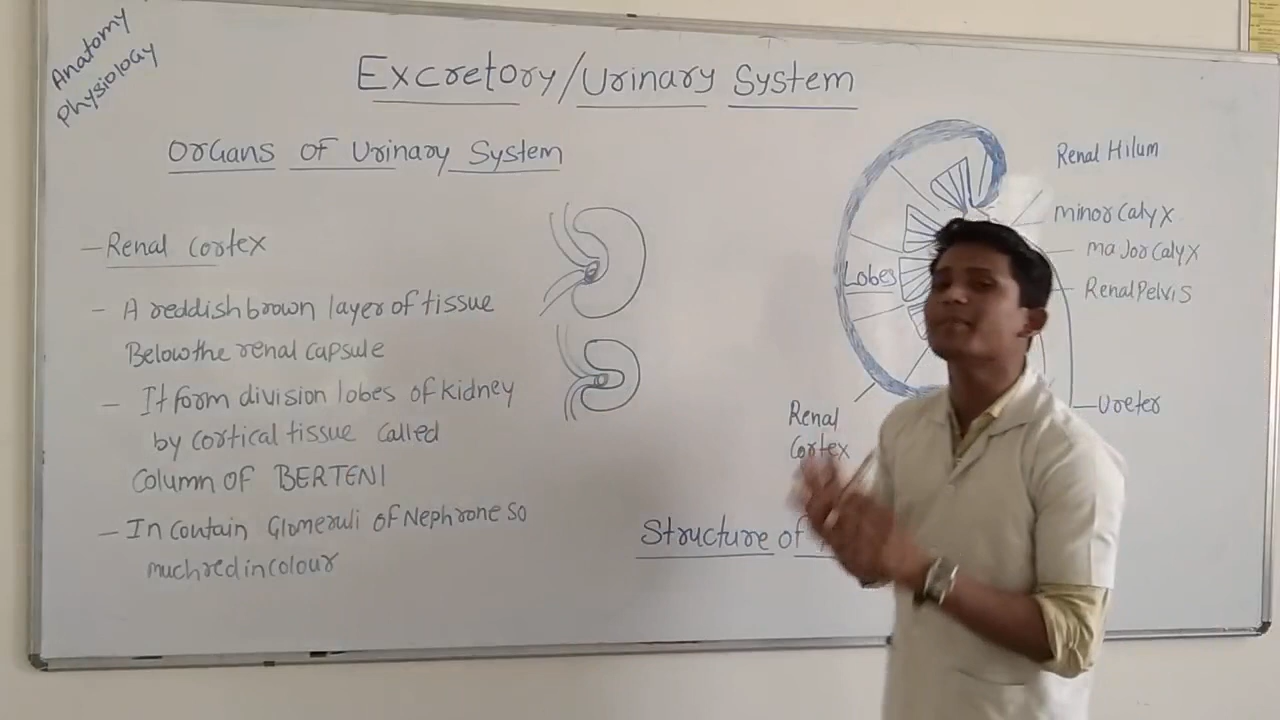 Anatomy
Physiology
Excretory/Urinary System
Organs of Urinary System
– Renal cortex
– A reddish brown layer of tissue
Below the renal capsule
– It form division lobes of kidney
by cortical tissue called
Column of BERTENI
– In contain Glomeruli of Nephrone so
much red in colour
Renal Hilum
minor calyx
major calyx
Renal Pelvis
Lobes
Ureter
Renal
Cortex
Structure of